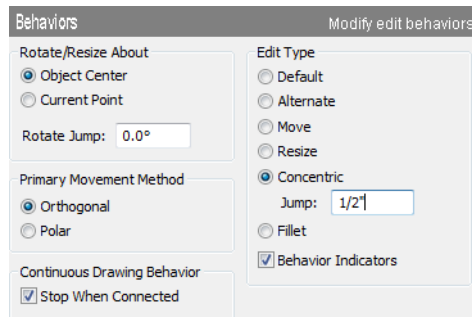 Behaviors Modify edit behaviors
Rotate/Resize About
Object Center
Current Point
Rotate Jump: 0.0°
Primary Movement Method
Orthogonal
Polar
Continuous Drawing Behavior
Stop When Connected
Edit Type
Default
Alternate
Move
Resize
Concentric
Jump: 1/2"
Fillet
Behavior Indicators